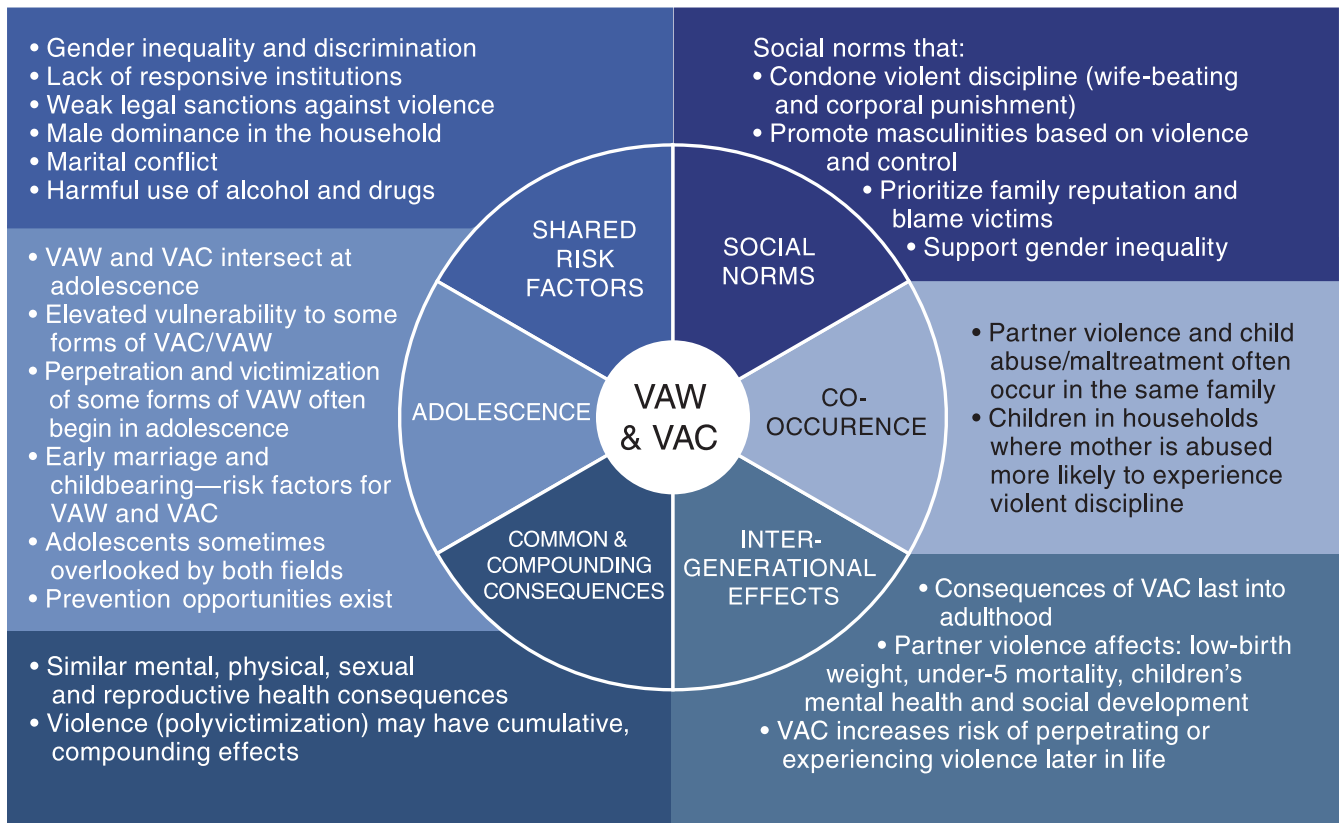 • Gender inequality and discrimination
• Lack of responsive institutions
• Weak legal sanctions against violence
• Male dominance in the household
• Marital conflict
• Harmful use of alcohol and drugs
Social norms that:
• Condone violent discipline (wife-beating
and corporal punishment)
• Promote masculinities based on violence
and control
• Prioritize family reputation and
blame victims
• Support gender inequality
SHARED
RISK
FACTORS
SOCIAL
NORMS
• VAW and VAC intersect at
adolescence
• Elevated vulnerability to some
forms of VAC/VAW
• Perpetration and victimization
of some forms of VAW often
begin in adolescence
• Early marriage and
childbearing—risk factors for
VAW and VAC
• Adolescents sometimes
overlooked by both fields
• Prevention opportunities exist
ADOLESCENCE
VAW
& VAC
CO-
OCCURENCE
• Partner violence and child
abuse/maltreatment often
occur in the same family
• Children in households
where mother is abused
more likely to experience
violent discipline
COMMON &
COMPOUNDING
CONSEQUENCES
INTER-
GENERATIONAL
EFFECTS
• Similar mental, physical, sexual
and reproductive health consequences
• Violence (polyvictimization) may have cumulative,
compounding effects
• Consequences of VAC last into
adulthood
• Partner violence affects: low-birth
weight, under-5 mortality, children’s
mental health and social development
• VAC increases risk of perpetrating or
experiencing violence later in life